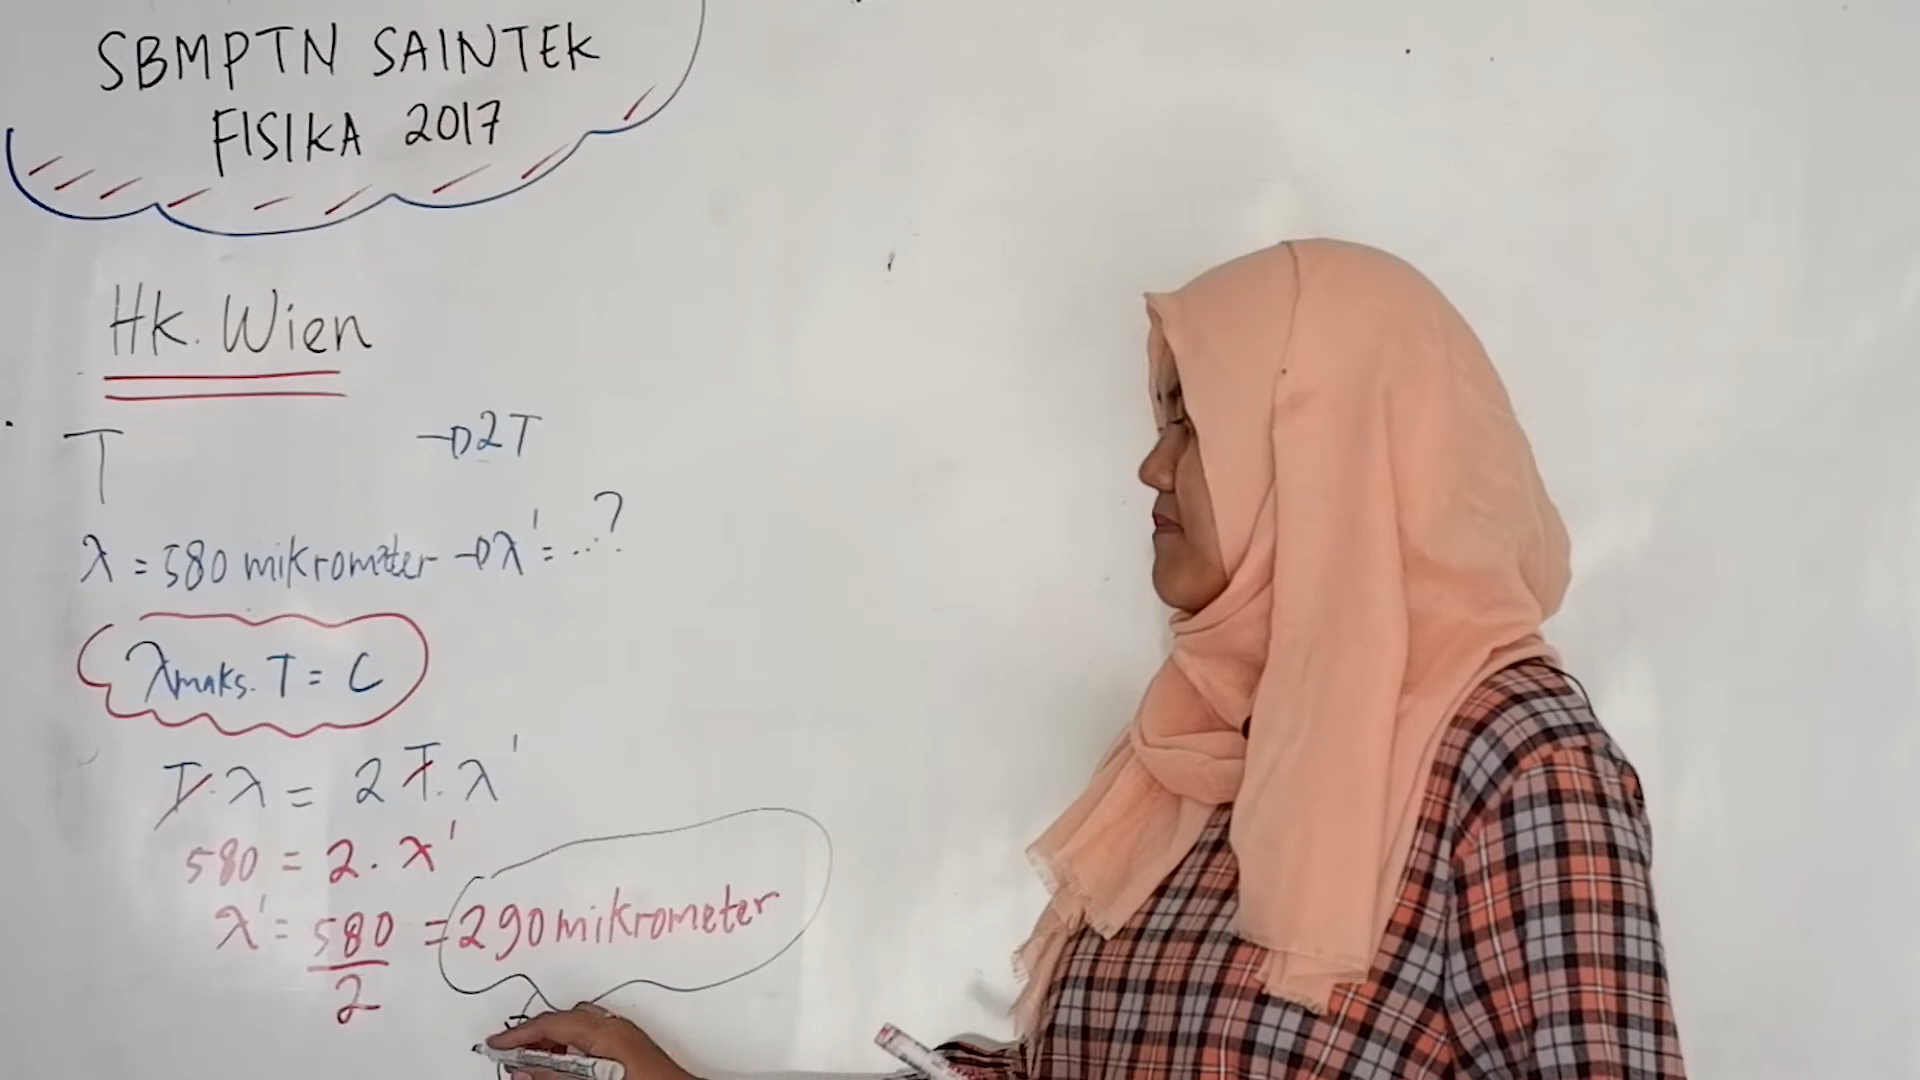 SBMPTN SAINTEK
FISIKA 2017
Hk. Wien
T →2T
λ = 580 mikrometer →λ' = ...?
λmaks. T = C
T. λ = 2T. λ'
580 = 2. λ'
λ' = 580/2 = 290 mikrometer